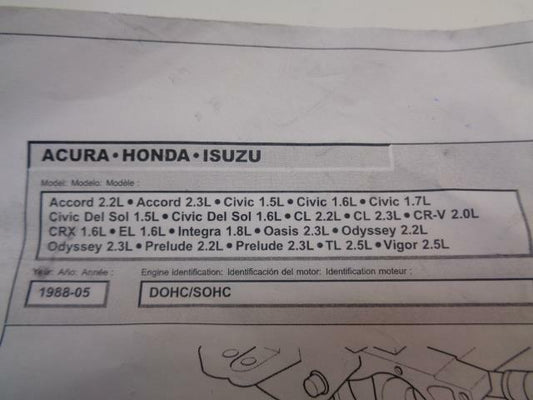 ACURA • HONDA • ISUZU
Model: Modelo: Modèle :
Accord 2.2L • Accord 2.3L • Civic 1.5L • Civic 1.6L • Civic 1.7L
Civic Del Sol 1.5L • Civic Del Sol 1.6L • CL 2.2L • CL 2.3L • CR-V 2.0L
CRX 1.6L • EL 1.6L • Integra 1.8L • Oasis 2.3L • Odyssey 2.2L
Odyssey 2.3L • Prelude 2.2L • Prelude 2.3L • TL 2.5L • Vigor 2.5L
Year: Año: Année : Engine identification: Identificación del motor: Identification moteur :
1988-05 DOHC/SOHC